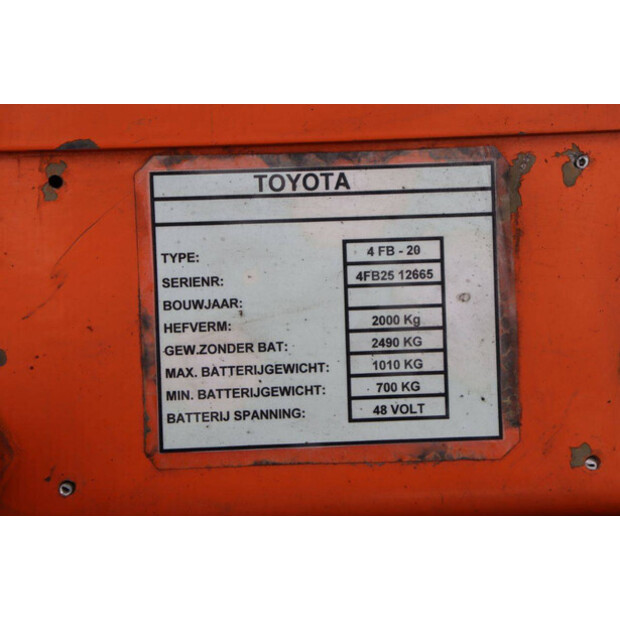 TOYOTA
TYPE: 4 FB - 20
SERIENR: 4FB25 12665
BOUWJAAR:
HEFVERM: 2000 Kg
GEW.ZONDER BAT: 2490 KG
MAX. BATTERIJGEWICHT: 1010 KG
MIN. BATTERIJGEWICHT: 700 KG
BATTERIJ SPANNING: 48 VOLT